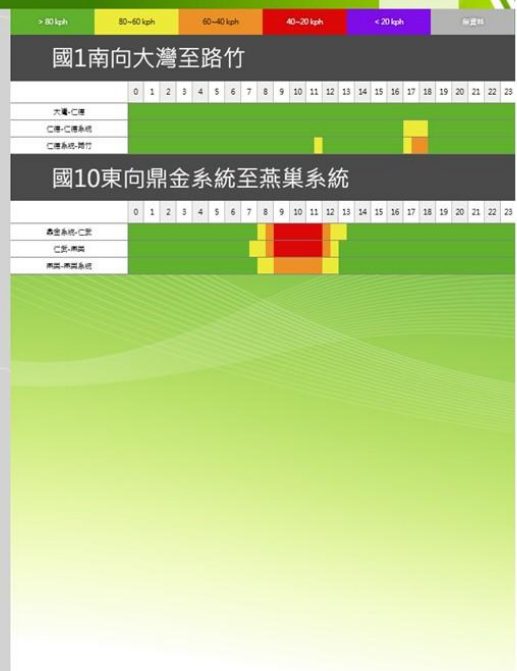 > 80 kph 80~60 kph 60~40 kph 40~20 kph < 20 kph 無資料
國1南向大灣至路竹
0 1 2 3 4 5 6 7 8 9 10 11 12 13 14 15 16 17 18 19 20 21 22 23
大灣-仁德
仁德-仁德系統
仁德系統-路竹
國10東向鼎金系統至燕巢系統
0 1 2 3 4 5 6 7 8 9 10 11 12 13 14 15 16 17 18 19 20 21 22 23
鼎金系統-仁武
仁武-燕巢
燕巢-燕巢系統